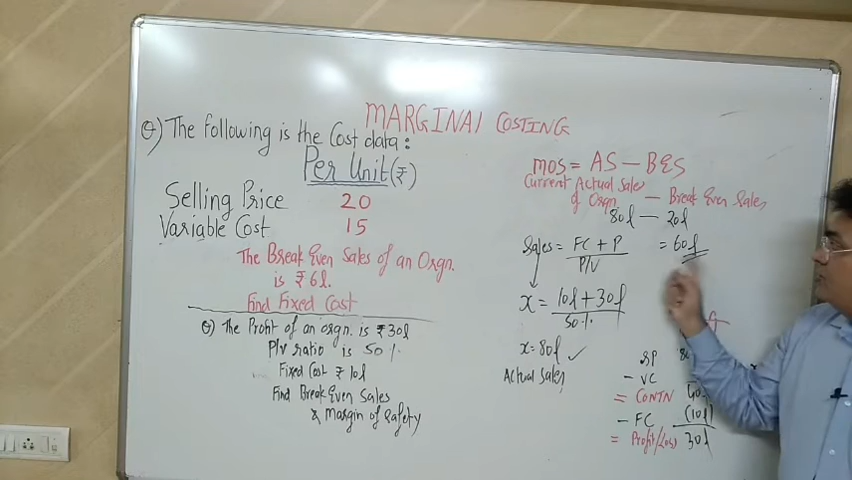 MARGINAL COSTING
Q) The following is the Cost data:
Per Unit (₹)
Selling Price 20
Variable Cost 15
The Break Even Sales of an Orgn.
is ₹ 6l.
Find Fixed Cost
Q) The Profit of an orgn. is ₹ 30l
P/V ratio is 50%
Fixed Cost ₹ 10l
Find Break Even Sales
& Margin of Safety
MOS = AS – BES
Current Actual Sales
of Orgn – Break Even Sales
80l – 20l
= 60l
Sales = FC + P
P/V
x = 10l + 30l
50%
x = 80l ✓
Actual Sales
SP
- VC
= CONTN
- FC (10l)
= Profit/Loss 30l